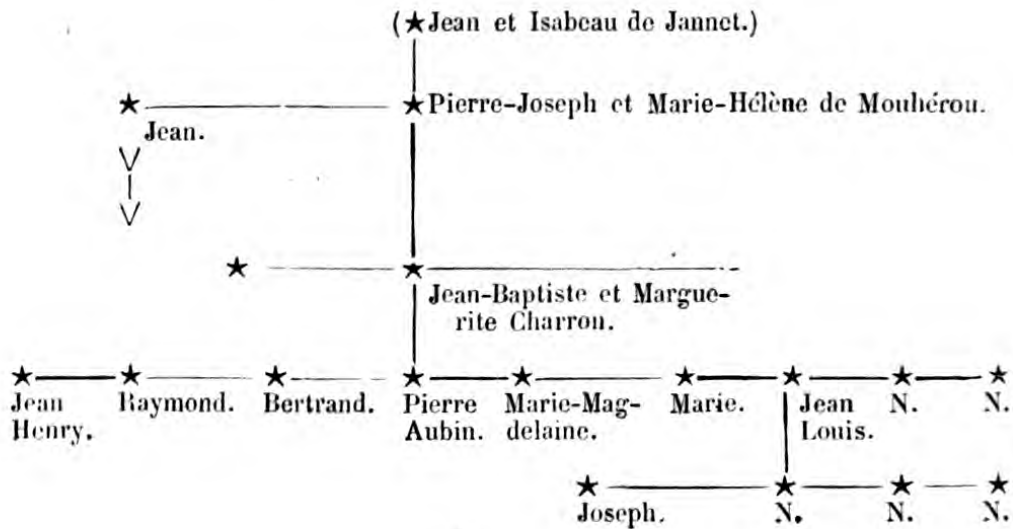 (★Jean et Isabeau de Jannet.)
★Pierre-Joseph et Marie-Hélène de Mouhérou.
Jean.
Jean-Baptiste et Margue-
rite Charron.
Jean Raymond. Bertrand. Pierre Marie-Mag- Marie. Jean N. N.
Henry. Aubin. delaine. Louis.
Joseph. N. N. N.